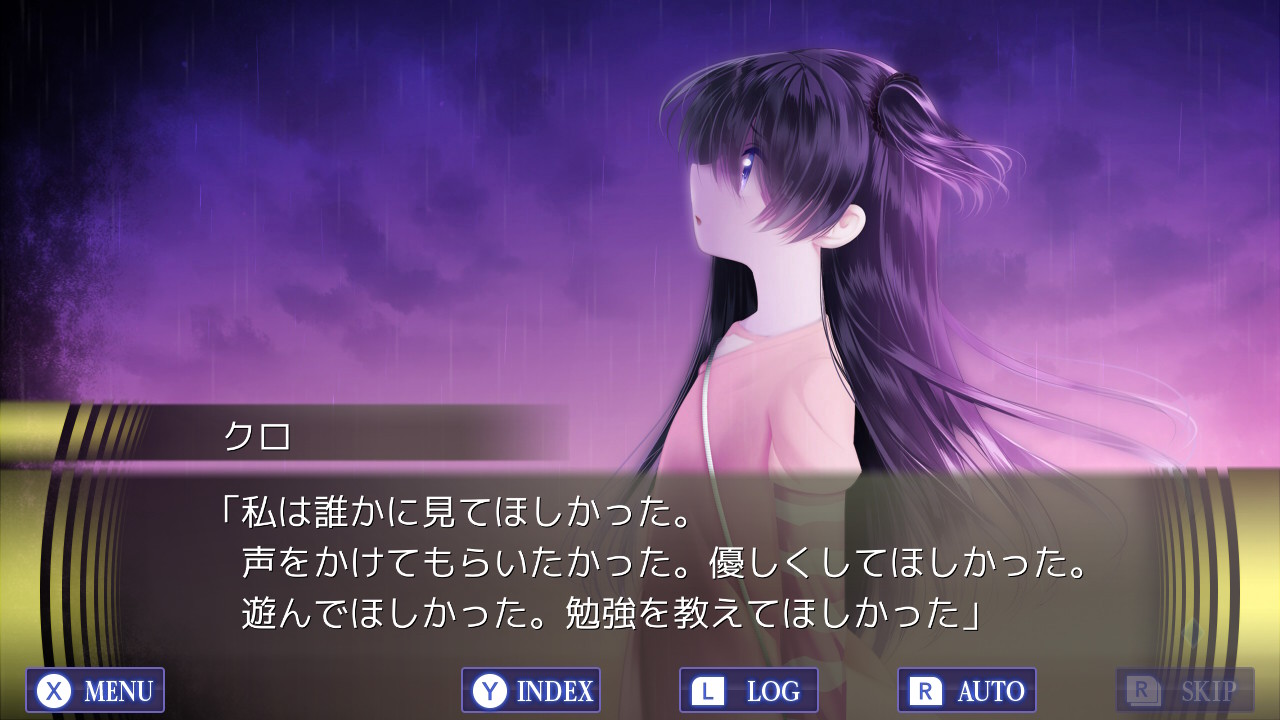 クロ
「私は誰かに見てほしかった。
声をかけてもらいたかった。優しくしてほしかった。
遊んでほしかった。勉強を教えてほしかった」
X MENU
Y INDEX
L LOG
R AUTO
R SKIP